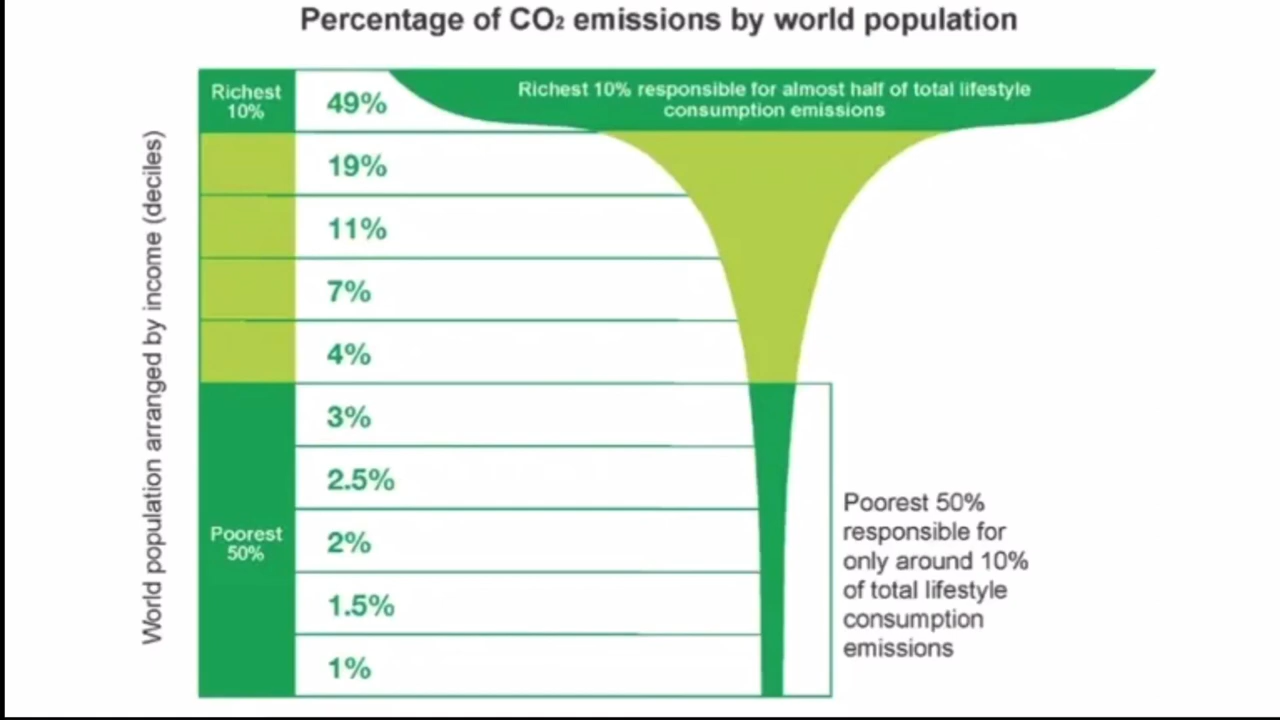 Percentage of CO₂ emissions by world population
World population arranged by income (deciles)
Richest
10%
49%
Richest 10% responsible for almost half of total lifestyle
consumption emissions
19%
11%
7%
4%
3%
2.5%
Poorest
50%
2%
1.5%
1%
Poorest 50%
responsible for
only around 10%
of total lifestyle
consumption
emissions